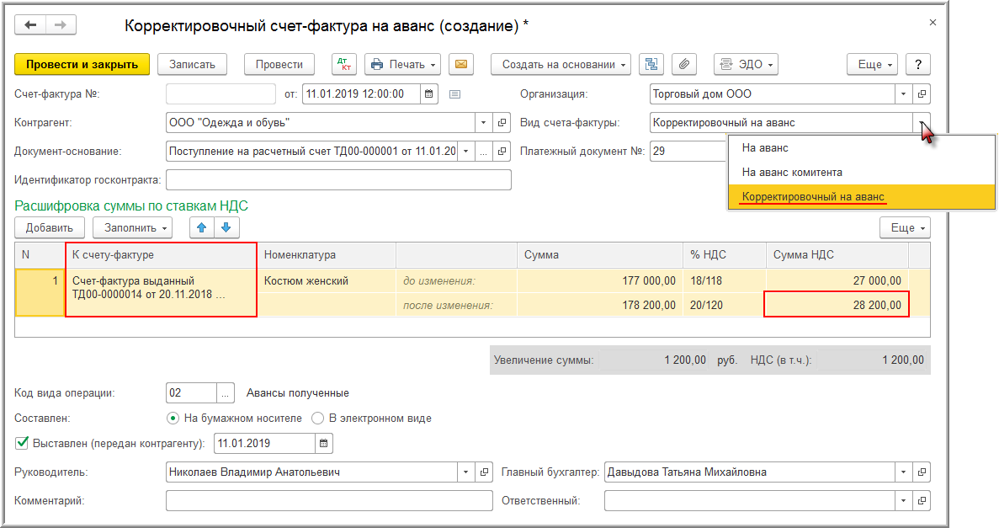 Корректировочный счет-фактура на аванс (создание) *
Провести и закрыть Записать Провести Дт Кт Печать Создать на основании ЭДО Еще ?
Счет-фактура №: от: 11.01.2019 12:00:00 Организация: Торговый дом ООО
Контрагент: ООО "Одежда и обувь" Вид счета-фактуры: Корректировочный на аванс
Документ-основание: Поступление на расчетный счет ТД00-000001 от 11.01.20 ... Платежный документ №: 29
На аванс
На аванс комитента
Корректировочный на аванс
Идентификатор госконтракта:
Расшифровка суммы по ставкам НДС
Добавить Заполнить Еще
N К счету-фактуре Номенклатура Сумма % НДС Сумма НДС
1 Счет-фактура выданный Костюм женский до изменения: 177 000,00 18/118 27 000,00
ТД00-0000014 от 20.11.2018 ... после изменения: 178 200,00 20/120 28 200,00
Увеличение суммы: 1 200,00 руб. НДС (в т.ч.): 1 200,00
Код вида операции: 02 ... Авансы полученные
Составлен: На бумажном носителе В электронном виде
Выставлен (передан контрагенту): 11.01.2019
Руководитель: Николаев Владимир Анатольевич Главный бухгалтер: Давыдова Татьяна Михайловна
Комментарий: Ответственный: